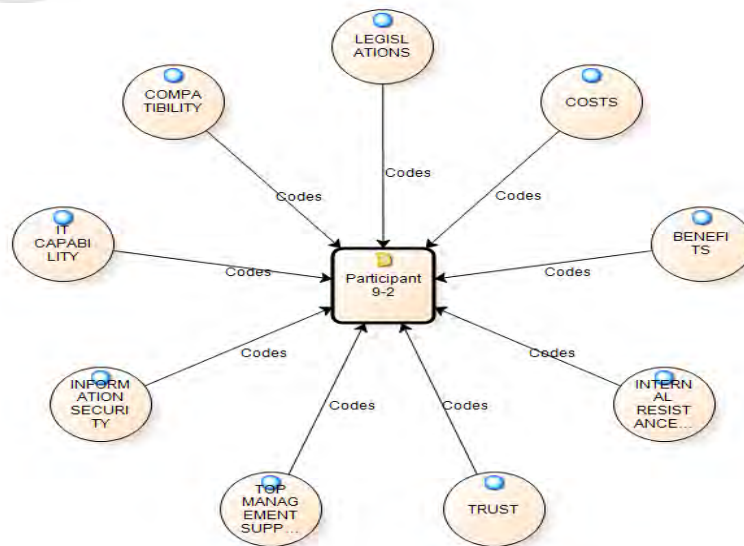 LEGISL
ATIONS
COMPA
TIBILITY
COSTS
Codes
Codes
Codes
IT
CAPABI
LITY
BENEFI
TS
Codes
Codes
Participant
9-2
INFORM
ATION
SECURI
TY
Codes
Codes
INTERN
AL
RESIST
ANCE...
Codes
Codes
TOP
MANAG
EMENT
SUPP...
TRUST